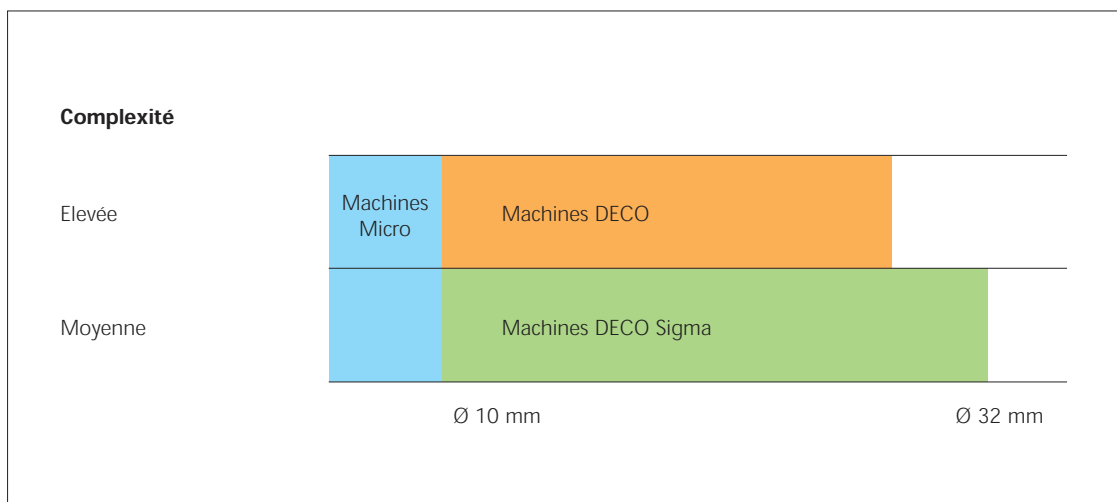 Complexité
Elevée
Machines
Micro
Machines DECO
Moyenne
Machines DECO Sigma
Ø 10 mm
Ø 32 mm